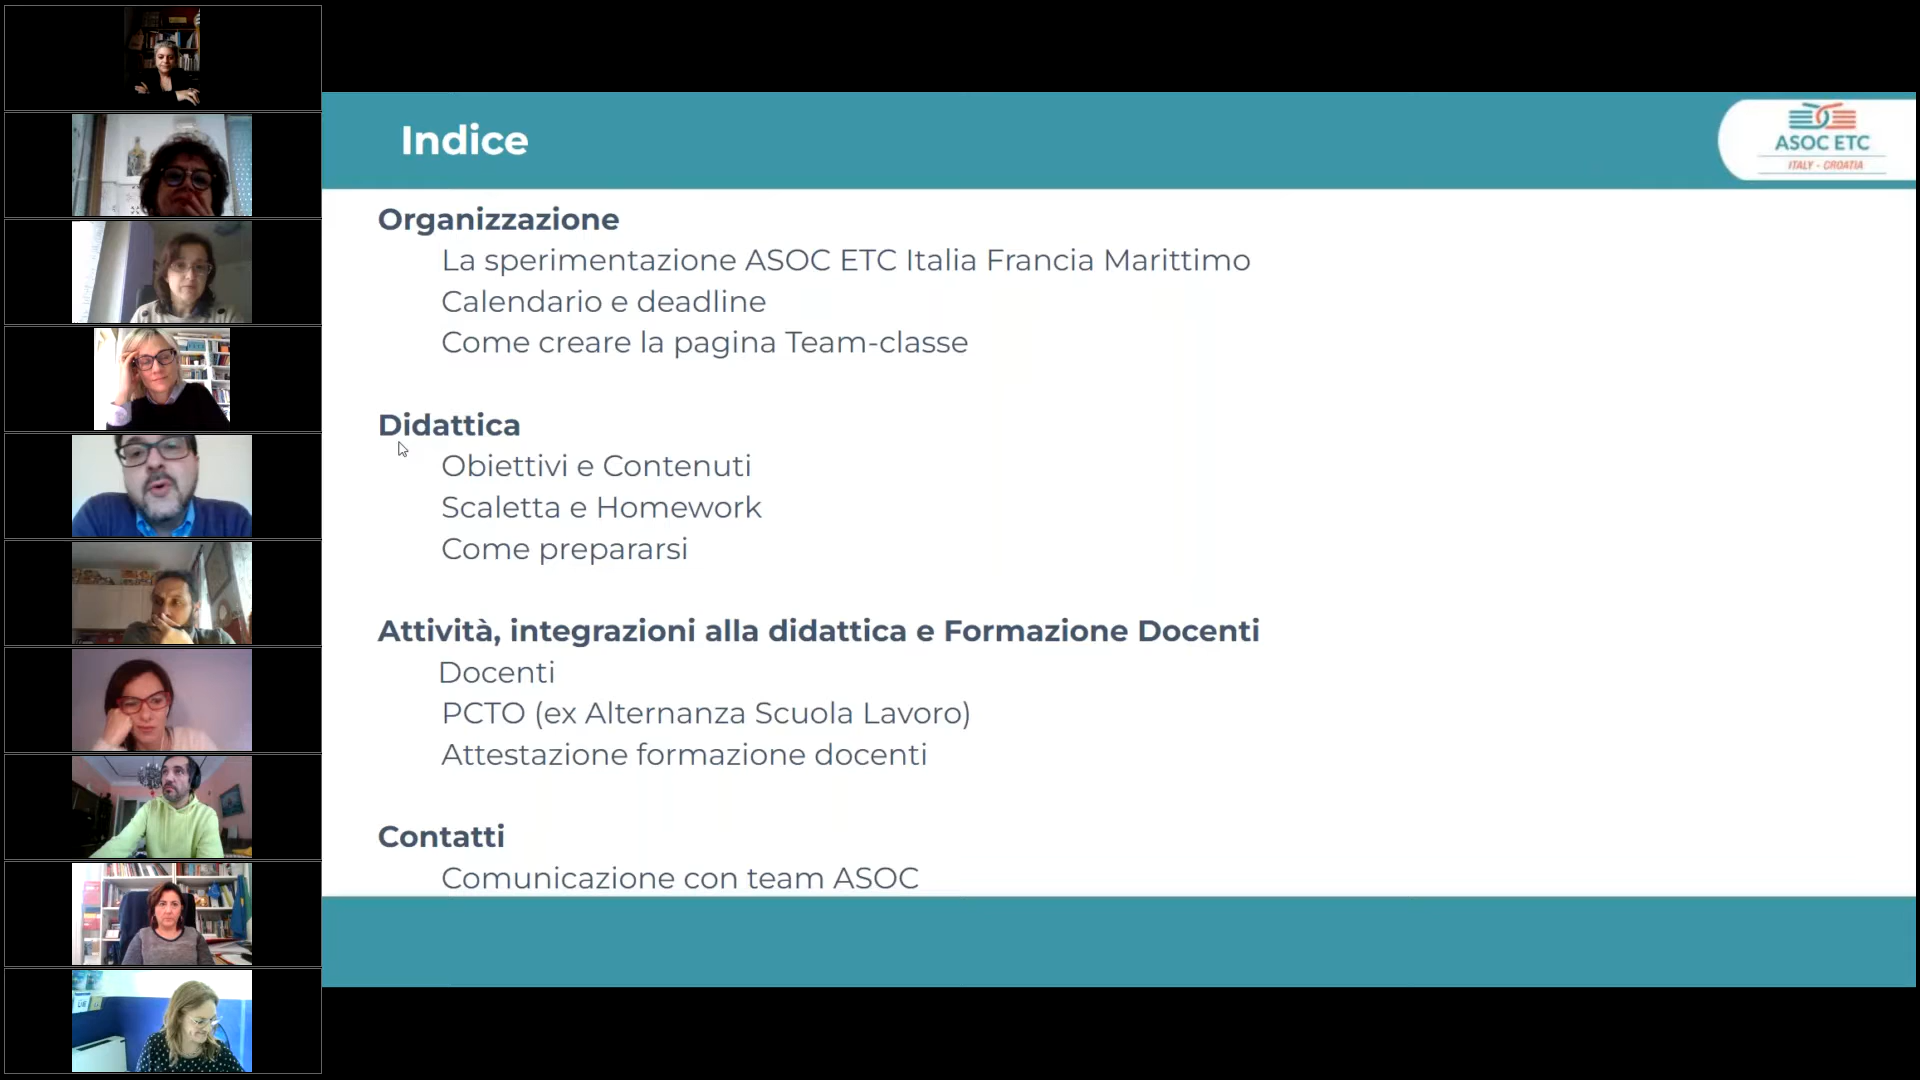 Indice
ASOC ETC
ITALY - CROATIA
Organizzazione
La sperimentazione ASOC ETC Italia Francia Marittimo
Calendario e deadline
Come creare la pagina Team-classe
Didattica
Obiettivi e Contenuti
Scaletta e Homework
Come prepararsi
Attività, integrazioni alla didattica e Formazione Docenti
Docenti
PCTO (ex Alternanza Scuola Lavoro)
Attestazione formazione docenti
Contatti
Comunicazione con team ASOC